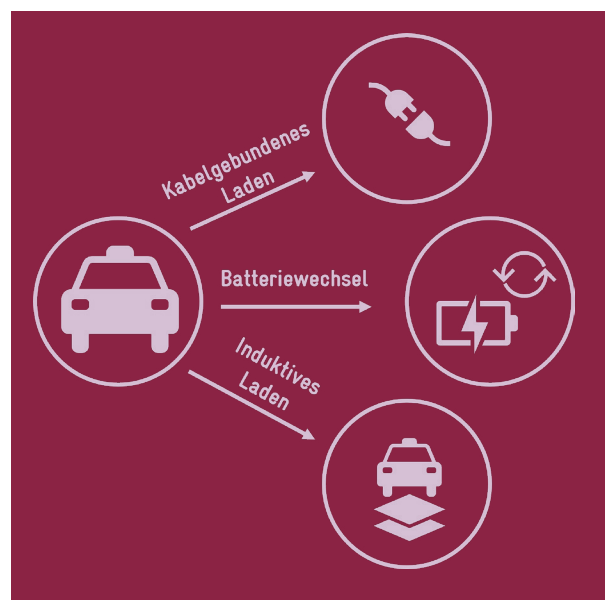 Kabelgebundenes
Laden
Batteriewechsel
Induktives
Laden